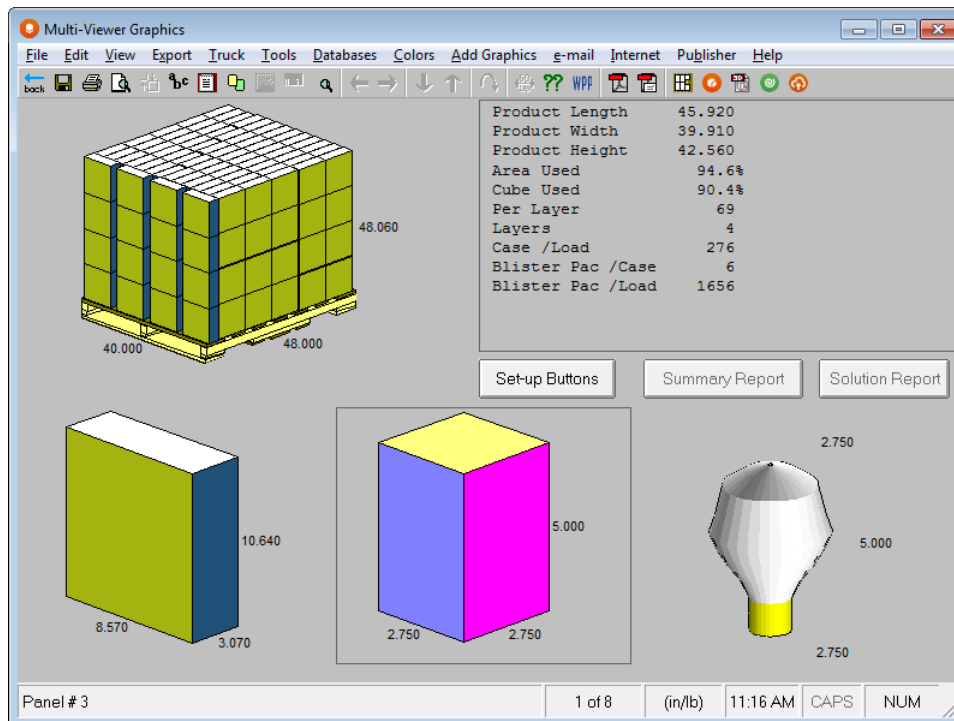 Multi-Viewer Graphics
File Edit View Export Truck Tools Databases Colors Add Graphics e-mail Internet Publisher Help
back abc ?? WPF
Product Length 45.920
Product Width 39.910
Product Height 42.560
Area Used 94.6%
Cube Used 90.4%
Per Layer 69
Layers 4
Case /Load 276
Blister Pac /Case 6
Blister Pac /Load 1656
48.060
40.000 48.000
Set-up Buttons Summary Report Solution Report
10.640
8.570
3.070
5.000
2.750 2.750
2.750
5.000
2.750
Panel # 3 1 of 8 (in/lb) 11:16 AM CAPS NUM